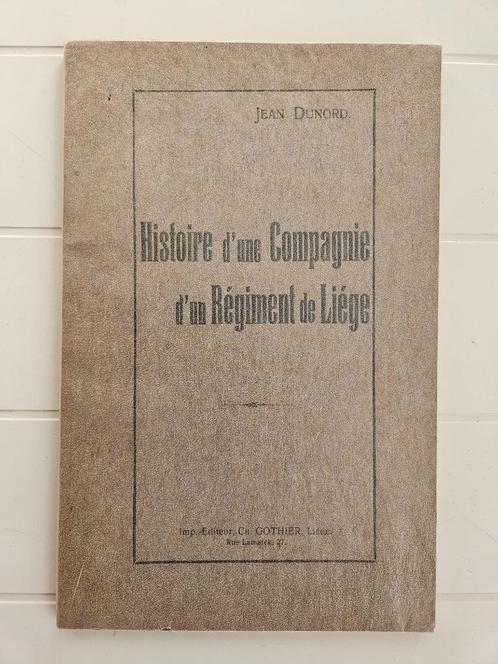 Jean Dunord.
Histoire d'une Compagnie
d'un Régiment de Liége
Imp.-Editeur, Ch. GOTHIER, Liége.
Rue Lamarck, 27.